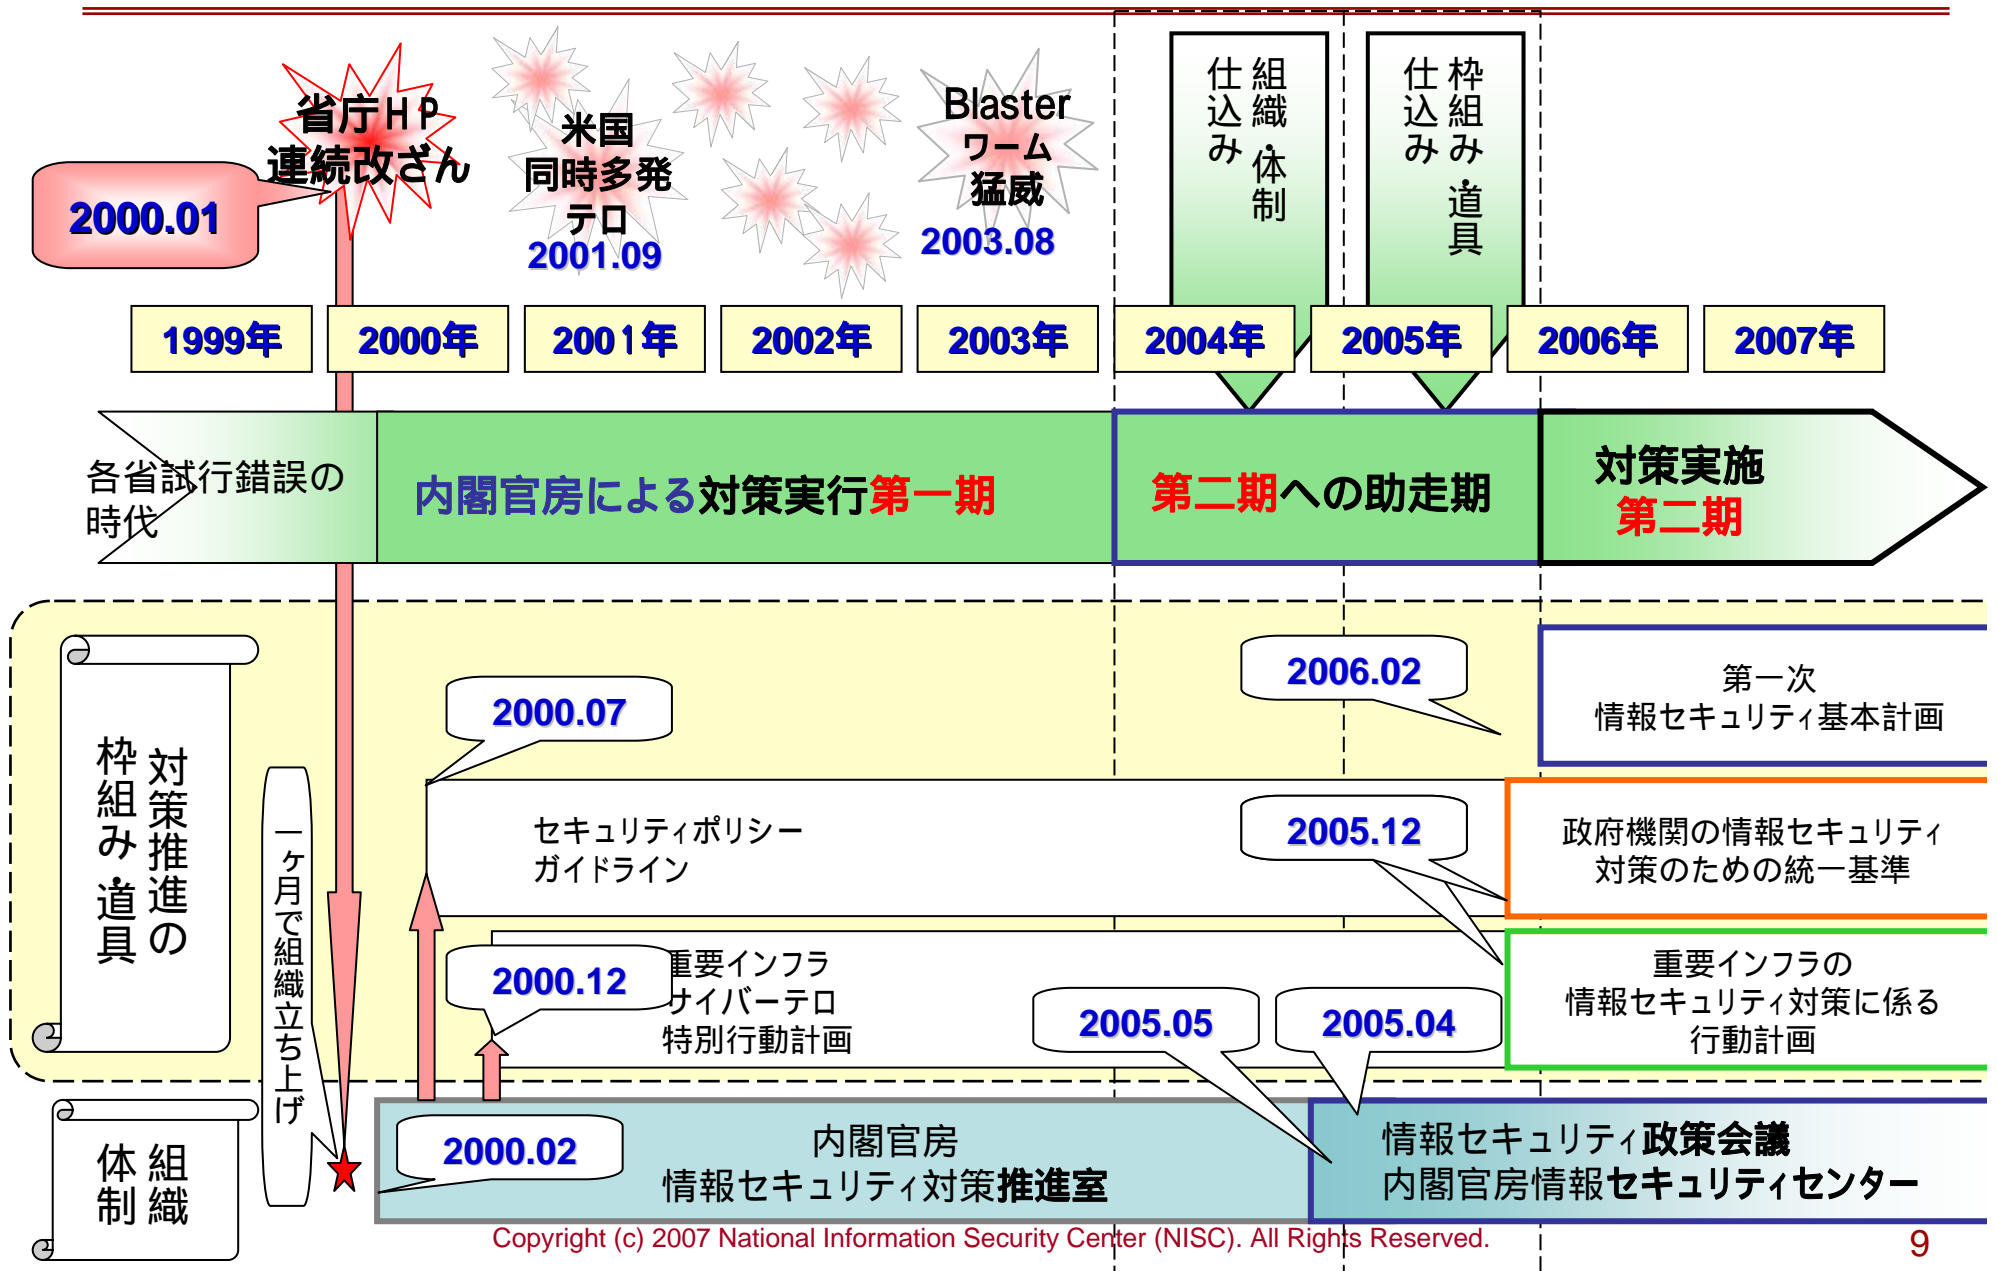 省庁ＨＰ
連続改ざん
2000.01
米国
同時多発
テロ
2001.09
Blaster
ワーム
猛威
2003.08
組織・体制
仕込み
枠組み・道具
仕込み
1999年
2000年
2001年
2002年
2003年
2004年
2005年
2006年
2007年
各省試行錯誤の
時代
内閣官房による対策実行第一期
第二期への助走期
対策実施
第二期
対策推進の
枠組み・道具
一ヶ月で組織立ち上げ
2000.07
2006.02
第一次
情報セキュリティ基本計画
セキュリティポリシー
ガイドライン
2005.12
政府機関の情報セキュリティ
対策のための統一基準
2000.12
重要インフラ
サイバーテロ
特別行動計画
2005.05
2005.04
重要インフラの
情報セキュリティ対策に係る
行動計画
組織
体制
2000.02
内閣官房
情報セキュリティ対策推進室
情報セキュリティ政策会議
内閣官房情報セキュリティセンター
Copyright (c) 2007 National Information Security Center (NISC). All Rights Reserved.
9